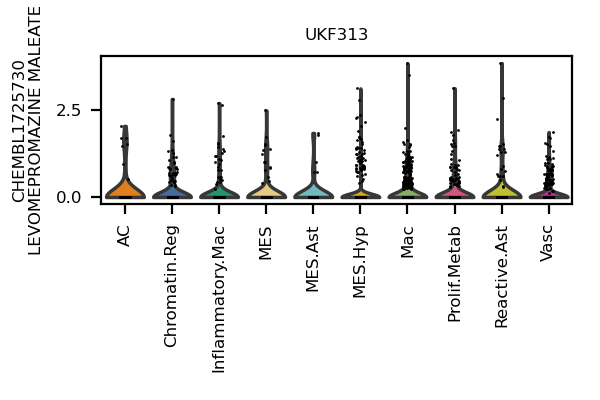 UKF313
CHEMBL1725730
LEVOMEPROMAZINE MALEATE
2.5
0.0
AC
Chromatin.Reg
Inflammatory.Mac
MES
MES.Ast
MES.Hyp
Mac
Prolif.Metab
Reactive.Ast
Vasc